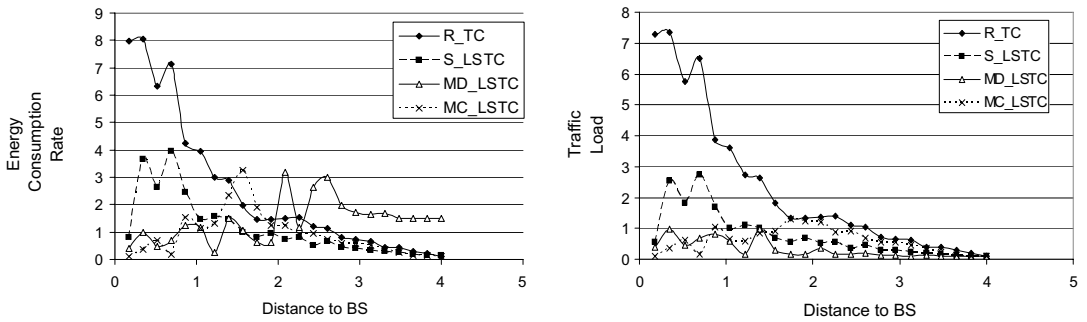 9
8
7
6
5
4
3
2
1
0
Energy
Consumption
Rate
R_TC
S_LSTC
MD_LSTC
MC_LSTC
0 1 2 3 4 5
Distance to BS
8
7
6
5
4
3
2
1
0
Traffic
Load
R_TC
S_LSTC
MD_LSTC
MC_LSTC
0 1 2 3 4 5
Distance to BS